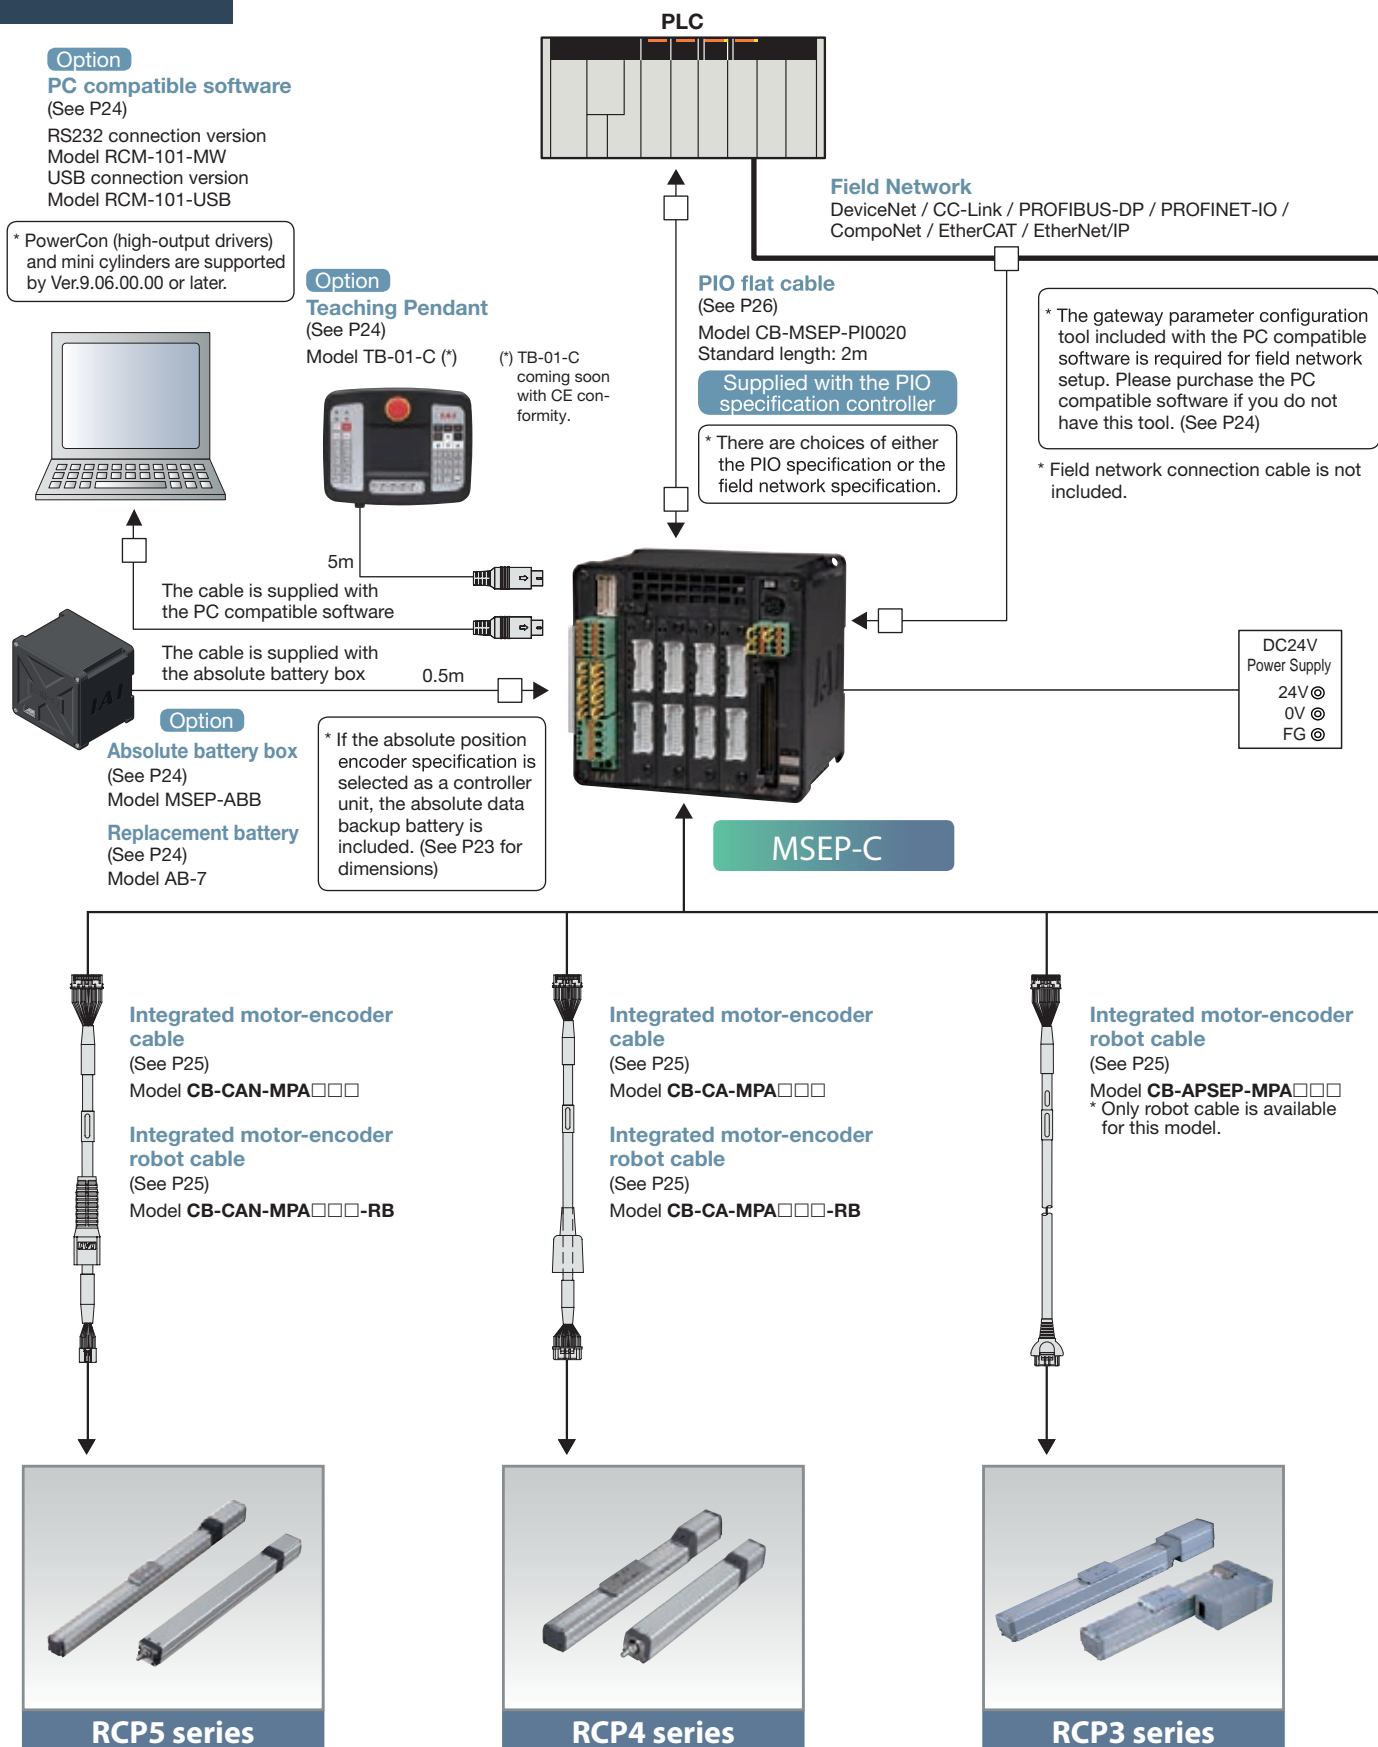 PLC
Option
PC compatible software
(See P24)
RS232 connection version
Model RCM-101-MW
USB connection version
Model RCM-101-USB
* PowerCon (high-output drivers)
and mini cylinders are supported
by Ver.9.06.00.00 or later.
Option
Teaching Pendant
(See P24)
Model TB-01-C (*)
(*) TB-01-C
coming soon
with CE con-
formity.
Field Network
DeviceNet / CC-Link / PROFIBUS-DP / PROFINET-IO /
CompoNet / EtherCAT / EtherNet/IP
PIO flat cable
(See P26)
Model CB-MSEP-PI0020
Standard length: 2m
Supplied with the PIO
specification controller
* There are choices of either
the PIO specification or the
field network specification.
* The gateway parameter configuration
tool included with the PC compatible
software is required for field network
setup. Please purchase the PC
compatible software if you do not
have this tool. (See P24)
* Field network connection cable is not
included.
5m
The cable is supplied with
the PC compatible software
The cable is supplied with
the absolute battery box
0.5m
IAI
Option
Absolute battery box
(See P24)
Model MSEP-ABB
Replacement battery
(See P24)
Model AB-7
* If the absolute position
encoder specification is
selected as a controller
unit, the absolute data
backup battery is
included. (See P23 for
dimensions)
DC24V
Power Supply
24V
0V
FG
MSEP-C
Integrated motor-encoder
cable
(See P25)
Model CB-CAN-MPA□□□
Integrated motor-encoder
robot cable
(See P25)
Model CB-CAN-MPA□□□-RB
Integrated motor-encoder
cable
(See P25)
Model CB-CA-MPA□□□
Integrated motor-encoder
robot cable
(See P25)
Model CB-CA-MPA□□□-RB
Integrated motor-encoder
robot cable
(See P25)
Model CB-APSEP-MPA□□□
* Only robot cable is available
for this model.
RCP5 series
RCP4 series
RCP3 series